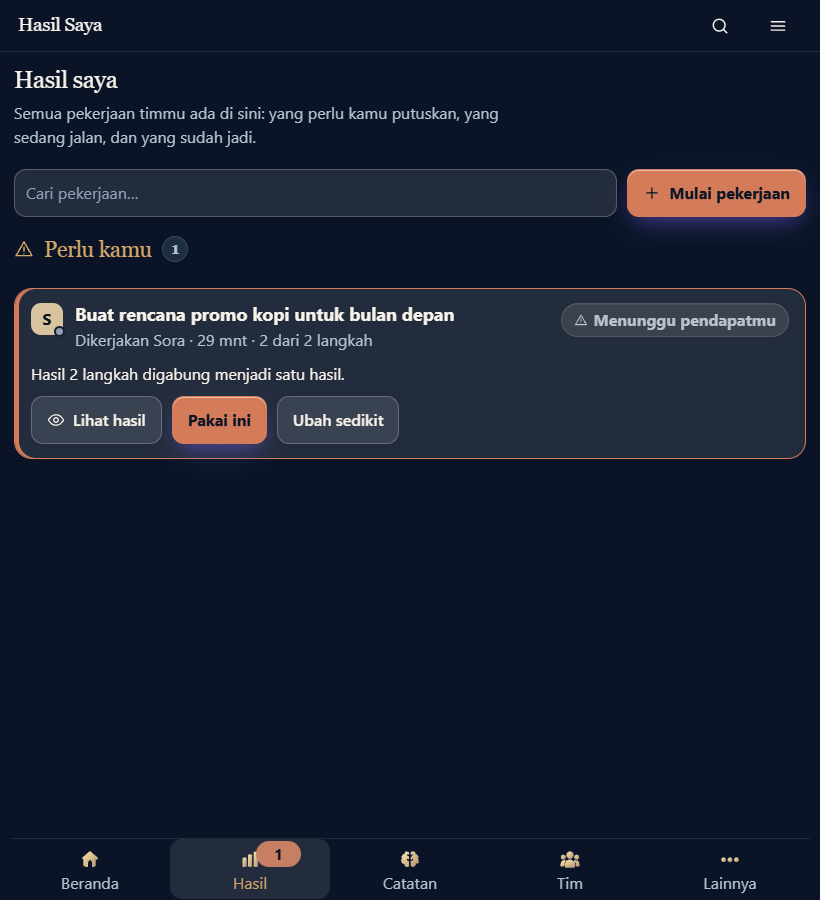 Hasil Saya
Hasil saya
Semua pekerjaan timmu ada di sini: yang perlu kamu putuskan, yang
sedang jalan, dan yang sudah jadi.
Cari pekerjaan...
+ Mulai pekerjaan
Perlu kamu 1
S
Buat rencana promo kopi untuk bulan depan
Menunggu pendapatmu
Dikerjakan Sora · 29 mnt · 2 dari 2 langkah
Hasil 2 langkah digabung menjadi satu hasil.
Lihat hasil
Pakai ini
Ubah sedikit
1
Beranda
Hasil
Catatan
Tim
Lainnya